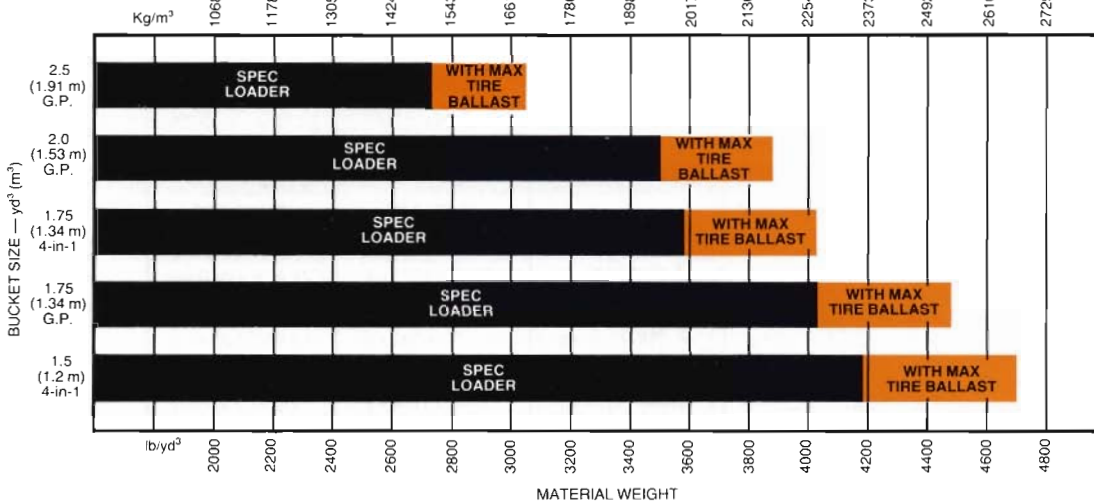 Kg/m³ 1305 1424 1543 166 1780 1898 2017 2136 2254 2373 2492 2610 2729
2.5
(1.91 m)
G.P.
SPEC
LOADER
WITH MAX
TIRE
BALLAST
2.0
(1.53 m)
G.P.
SPEC
LOADER
WITH MAX
TIRE
BALLAST
1.75
(1.34 m)
4-in-1
SPEC
LOADER
WITH MAX
TIRE BALLAST
1.75
(1.34 m)
G.P.
SPEC
LOADER
WITH MAX
TIRE BALLAST
1.5
(1.2 m)
4-in-1
SPEC
LOADER
WITH MAX
TIRE BALLAST
BUCKET SIZE — yd³ (m³)
lb/yd³ 2000 2200 2400 2600 2800 3000 3200 3400 3600 3800 4000 4200 4400 4600 4800
MATERIAL WEIGHT